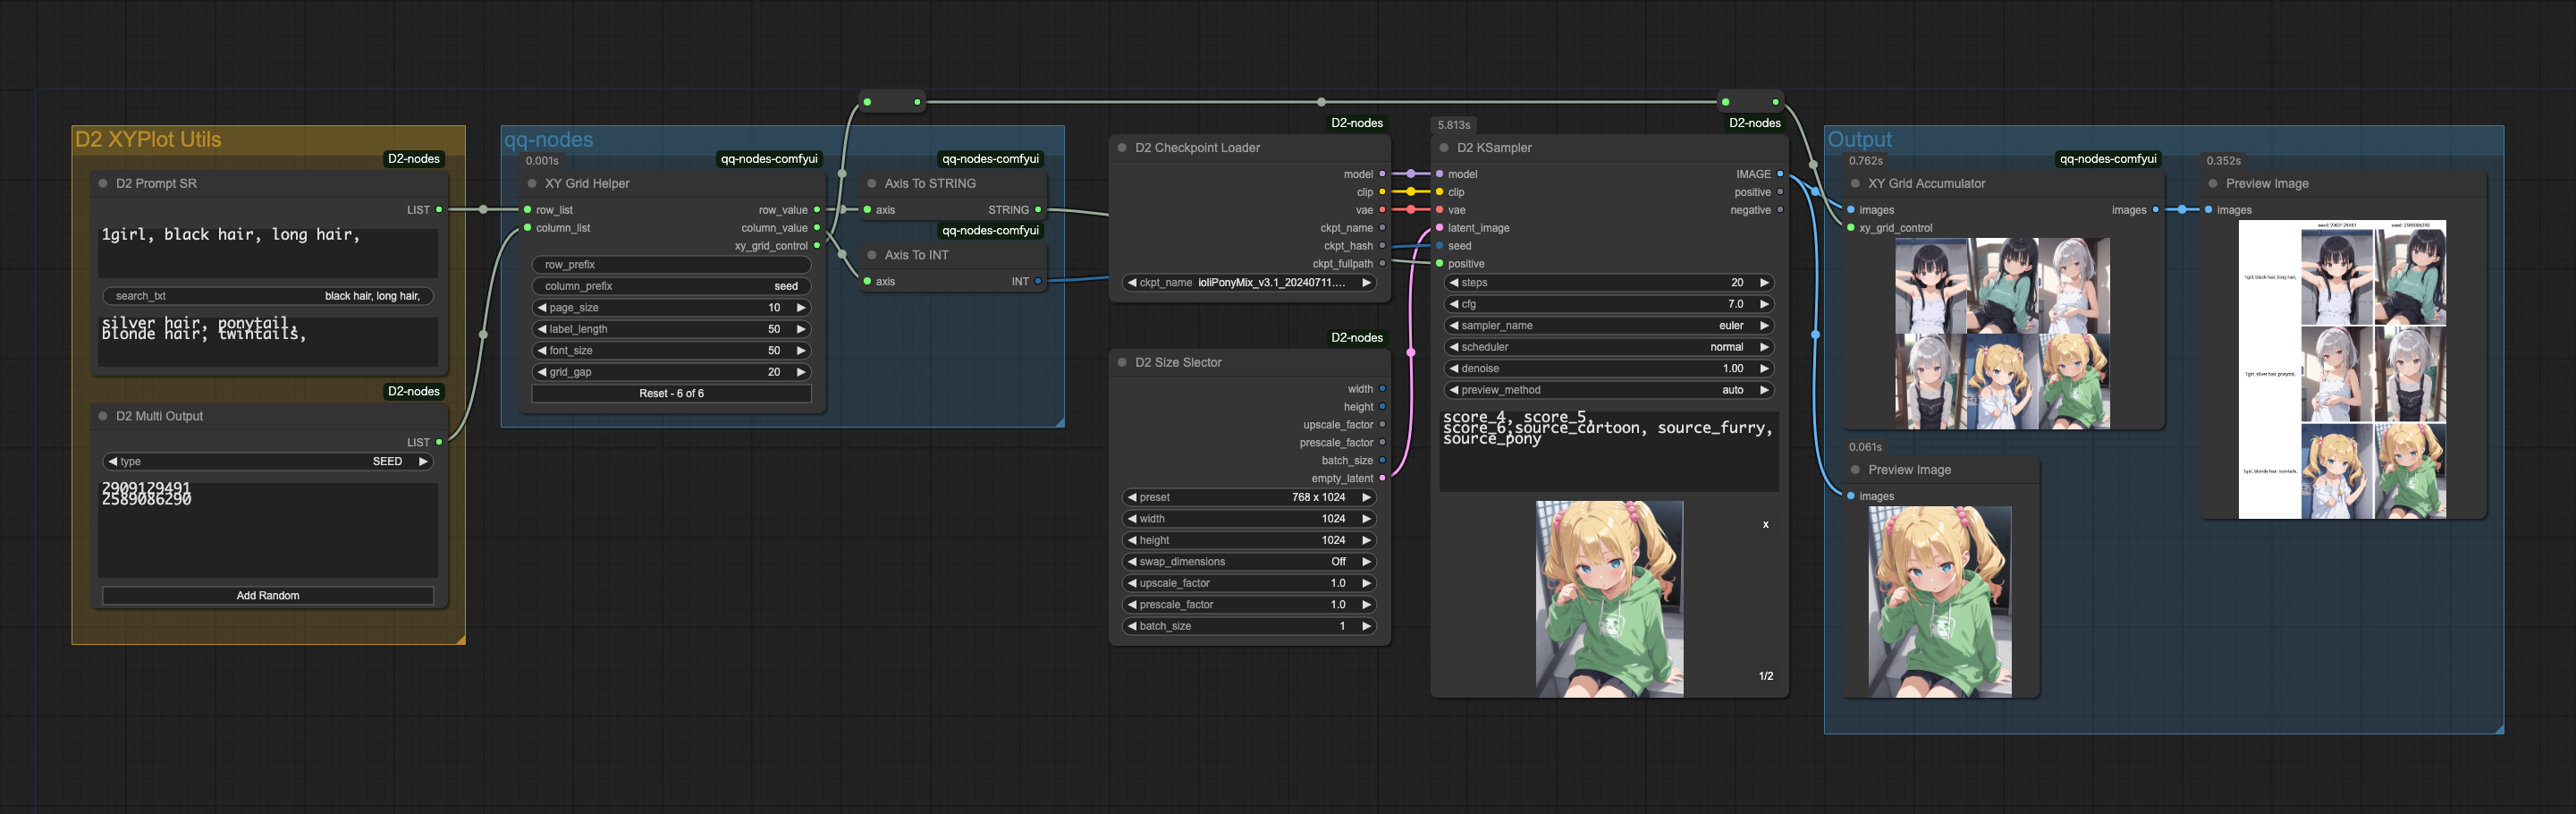 D2 XYPlot Utils
D2-nodes
D2 Prompt SR
LIST
1girl, black hair, long hair,
search_txt black hair, long hair,
silver hair, ponytail,
blonde hair, twintails,
D2-nodes
D2 Multi Output
LIST
type SEED
2909129491
2589086290
Add Random
qq-nodes
0.001s
qq-nodes-comfyui
XY Grid Helper
row_list row_value
column_list column_value
xy_grid_control
row_prefix
column_prefix seed
page_size 10
label_length 50
font_size 50
grid_gap 20
Reset - 6 of 6
qq-nodes-comfyui
Axis To STRING
axis STRING
qq-nodes-comfyui
Axis To INT
axis INT
D2-nodes
D2 Checkpoint Loader
model
clip
vae
ckpt_name
ckpt_hash
ckpt_fullpath
ckpt_name ioliPonyMix_v3.1_20240711....
D2-nodes
D2 Size Slector
width
height
upscale_factor
prescale_factor
batch_size
empty_latent
preset 768 x 1024
width 1024
height 1024
swap_dimensions Off
upscale_factor 1.0
prescale_factor 1.0
batch_size 1
5.813s
D2-nodes
D2 KSampler
model IMAGE
clip positive
vae negative
latent_image
seed
positive
steps 20
cfg 7.0
sampler_name euler
scheduler normal
denoise 1.00
preview_method auto
score_4, score_5,
score_6,source_cartoon, source_furry,
source_pony
x
1/2
Output
0.762s
qq-nodes-comfyui
XY Grid Accumulator
images images
xy_grid_control
0.061s
Preview Image
images
0.352s
Preview Image
images
seed: 2909129491 seed: 2589086290
1girl, black hair, long hair,
1girl, silver hair, ponytail,
1girl, blonde hair, twintails,